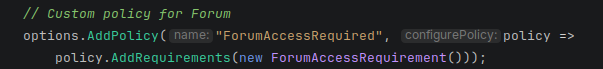 // Custom policy for Forum
options.AddPolicy( name: "ForumAccessRequired", configurePolicy: policy =>
policy.AddRequirements(new ForumAccessRequirement()));